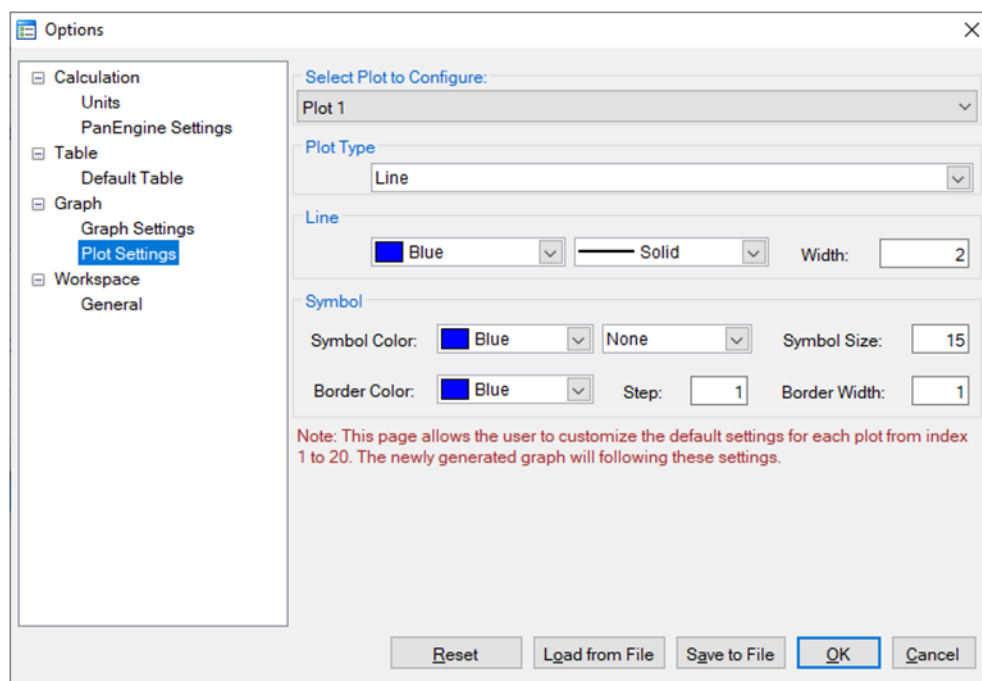 Options
Calculation
Units
PanEngine Settings
Table
Default Table
Graph
Graph Settings
Plot Settings
Workspace
General
Select Plot to Configure:
Plot 1
Plot Type
Line
Line
Blue Solid Width: 2
Symbol
Symbol Color: Blue None Symbol Size: 15
Border Color: Blue Step: 1 Border Width: 1
Note: This page allows the user to customize the default settings for each plot from index
1 to 20. The newly generated graph will following these settings.
Reset Load from File Save to File OK Cancel